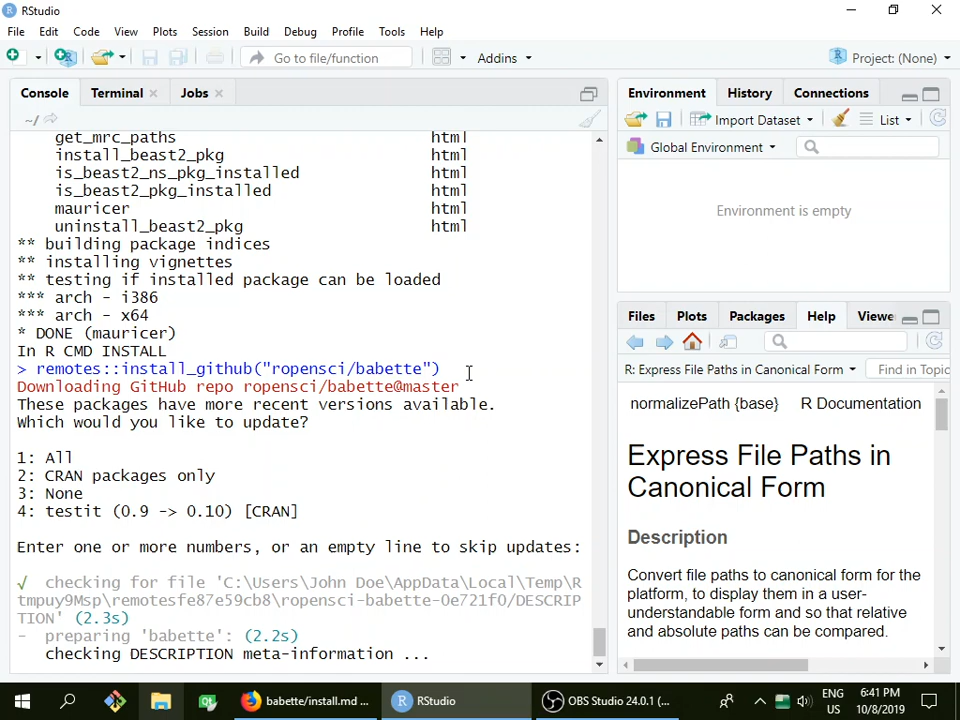 RStudio
File Edit Code View Plots Session Build Debug Profile Tools Help
Go to file/function Addins Project: (None)
Console Terminal Jobs
~/
get_mrc_paths html
install_beast2_pkg html
is_beast2_ns_pkg_installed html
is_beast2_pkg_installed html
mauricer html
uninstall_beast2_pkg html
** building package indices
** installing vignettes
** testing if installed package can be loaded
*** arch - i386
*** arch - x64
* DONE (mauricer)
In R CMD INSTALL
> remotes::install_github("ropensci/babette")
Downloading GitHub repo ropensci/babette@master
These packages have more recent versions available.
Which would you like to update?
1: All
2: CRAN packages only
3: None
4: testit (0.9 -> 0.10) [CRAN]
Enter one or more numbers, or an empty line to skip updates:
√ checking for file 'C:\Users\John Doe\AppData\Local\Temp\R
tmpuy9Msp\remotesfe87e59cb8\ropensci-babette-0e721f0/DESCRIP
TION' (2.3s)
- preparing 'babette': (2.2s)
checking DESCRIPTION meta-information ...
Environment History Connections
Import Dataset List
Global Environment
Environment is empty
Files Plots Packages Help Viewe
R: Express File Paths in Canonical Form Find in Topic
normalizePath {base} R Documentation
Express File Paths in
Canonical Form
Description
Convert file paths to canonical form for the
platform, to display them in a user-
understandable form and so that relative
and absolute paths can be compared.
babette/install.md ... RStudio OBS Studio 24.0.1 (...
ENG
US
6:41 PM
10/8/2019